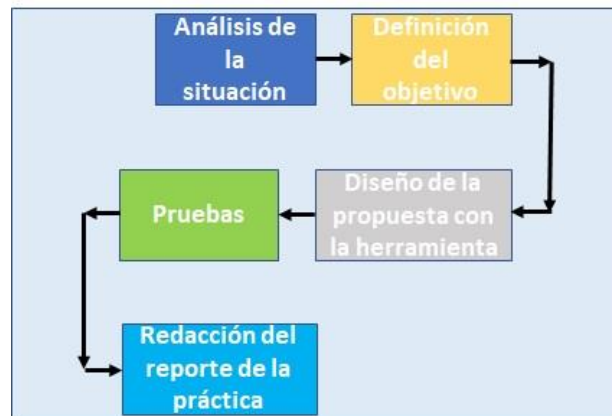 Análisis de
la
situación
Definición
del
objetivo
Diseño de la
propuesta con
la herramienta
Pruebas
Redacción del
reporte de la
práctica